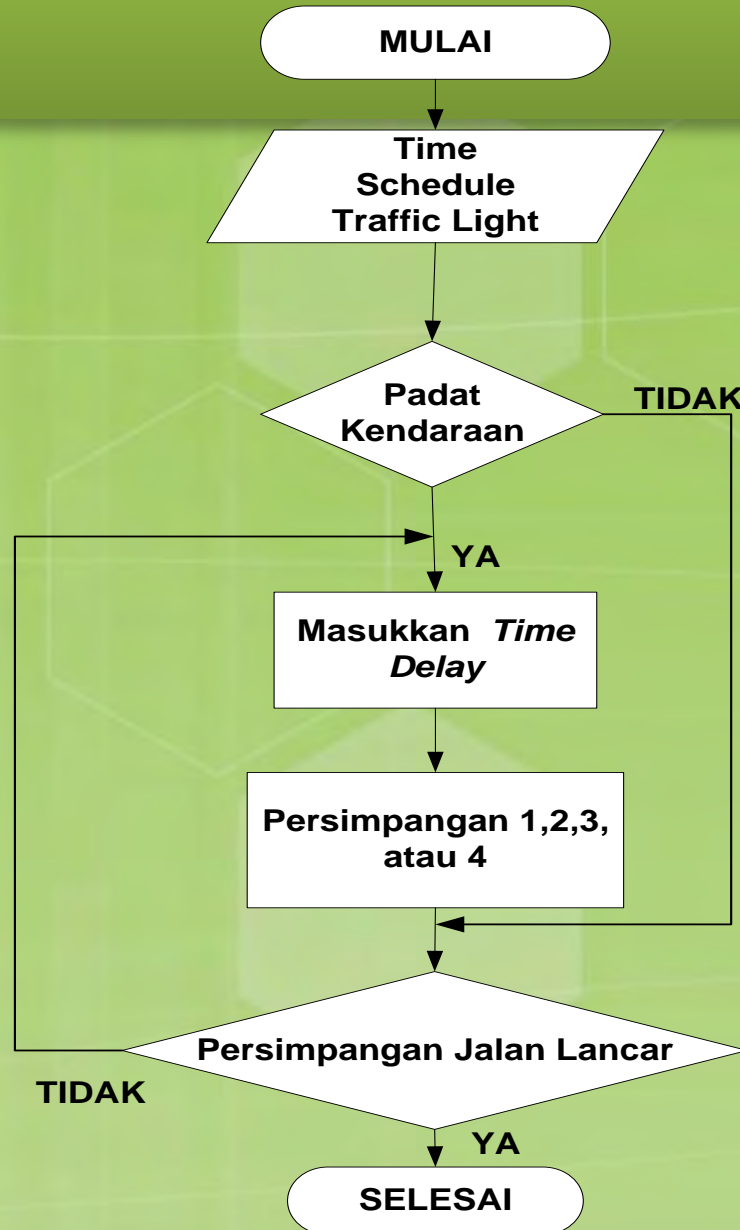 MULAI
Time
Schedule
Traffic Light
Padat
Kendaraan
TIDAK
YA
Masukkan Time
Delay
Persimpangan 1,2,3,
atau 4
Persimpangan Jalan Lancar
TIDAK
YA
SELESAI